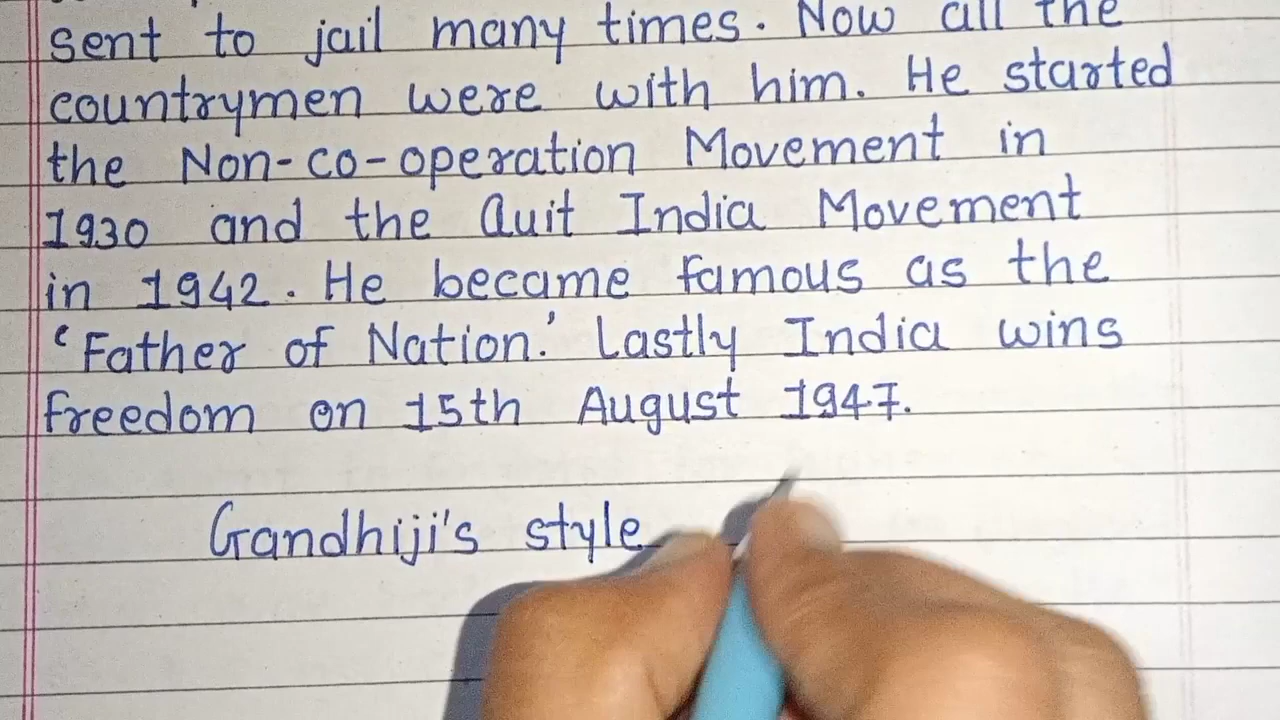 sent to jail many times. Now all the
countrymen were with him. He started
the Non-co-operation Movement in
1930 and the Quit India Movement
in 1942. He became famous as the
'Father of Nation.' Lastly India wins
freedom on 15th August 1947.
Gandhiji's style